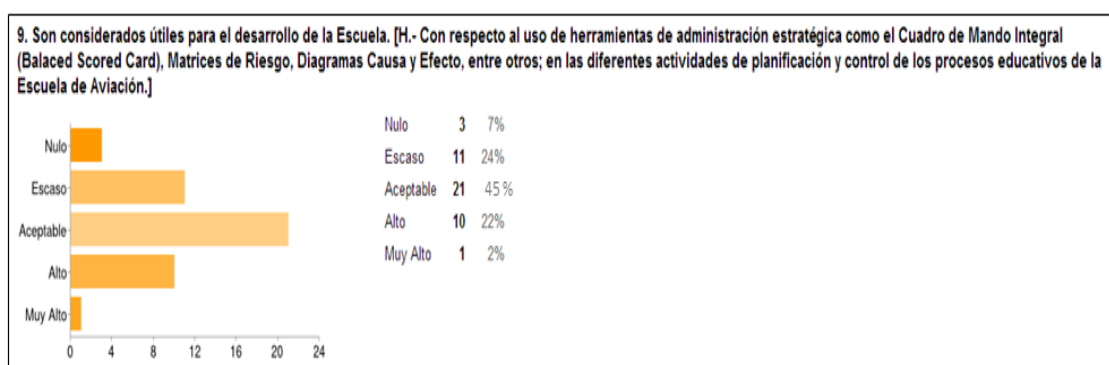 9. Son considerados útiles para el desarrollo de la Escuela. [H.- Con respecto al uso de herramientas de administración estratégica como el Cuadro de Mando Integral
(Balaced Scored Card), Matrices de Riesgo, Diagramas Causa y Efecto, entre otros; en las diferentes actividades de planificación y control de los procesos educativos de la
Escuela de Aviación.]
Nulo
Escaso
Aceptable
Alto
Muy Alto
0 4 8 12 16 20 24
Nulo 3 7%
Escaso 11 24%
Aceptable 21 45 %
Alto 10 22%
Muy Alto 1 2%